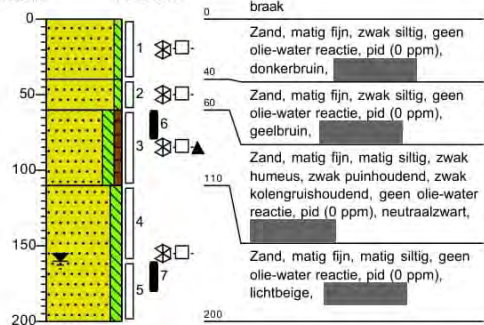 braak
0
0
Zand, matig fijn, zwak siltig, geen
olie-water reactie, pid (0 ppm),
donkerbruin,
1
40
50
2
Zand, matig fijn, zwak siltig, geen
olie-water reactie, pid (0 ppm),
geelbruin,
60
6
3
Zand, matig fijn, matig siltig, zwak
humeus, zwak puinhoudend, zwak
kolengruishoudend, geen olie-water
reactie, pid (0 ppm), neutraalzwart,
100
110
4
150
Zand, matig fijn, matig siltig, geen
olie-water reactie, pid (0 ppm),
lichtbeige,
7
5
200
200